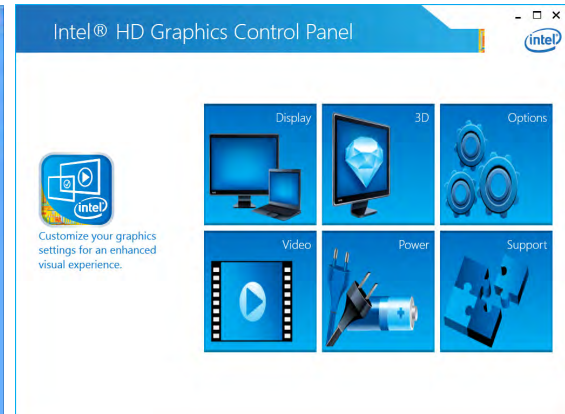 Intel® HD Graphics Control Panel
intel
Display
3D
Options
intel
Customize your graphics
settings for an enhanced
visual experience.
Video
Power
Support